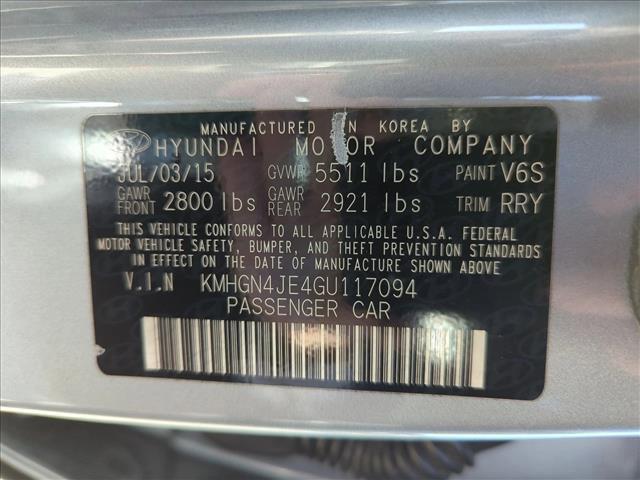 MANUFACTURED IN KOREA BY
HYUNDAI MOTOR COMPANY
JUL/03/15 GVWR 5511 lbs PAINT V6S
GAWR FRONT 2800 lbs GAWR REAR 2921 lbs TRIM RRY
THIS VEHICLE CONFORMS TO ALL APPLICABLE U.S.A. FEDERAL
MOTOR VEHICLE SAFETY, BUMPER, AND THEFT PREVENTION STANDARDS
IN EFFECT ON THE DATE OF MANUFACTURE SHOWN ABOVE
V.I.N KMHGN4JE4GU117094
PASSENGER CAR